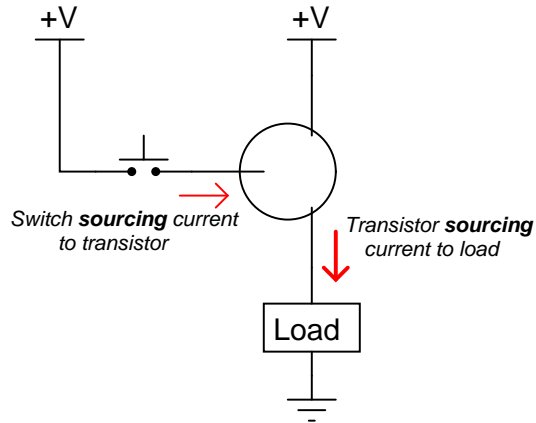 +V
+V
Switch sourcing current
to transistor
Transistor sourcing
current to load
Load